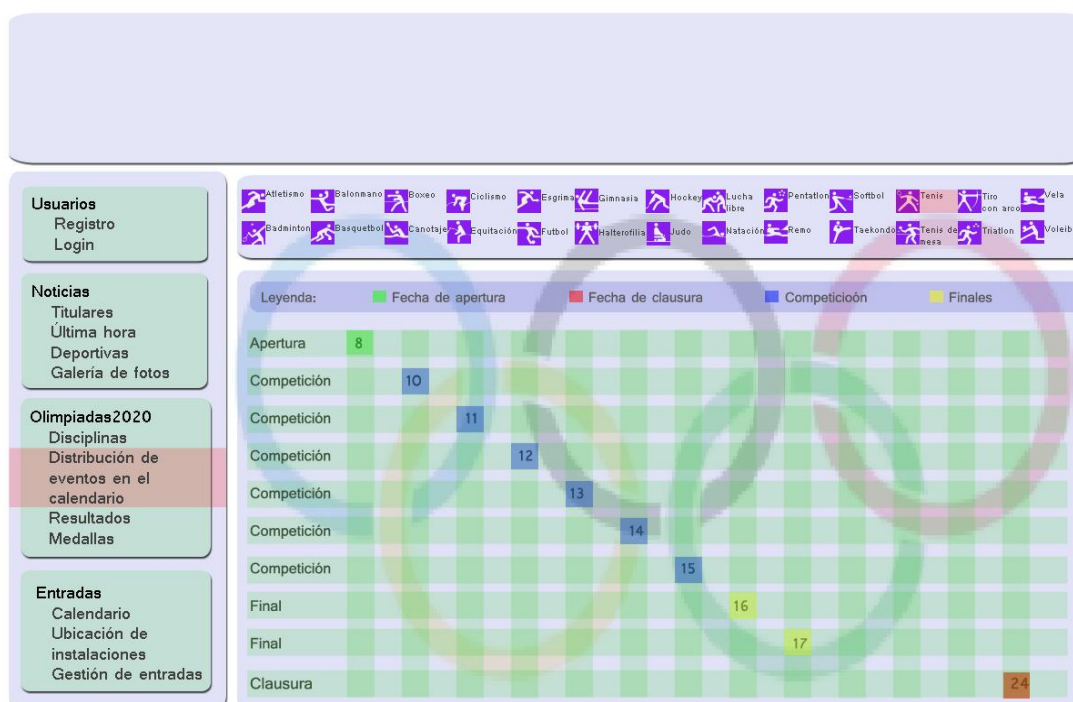 Usuarios
Registro
Login
Noticias
Titulares
Última hora
Deportivas
Galería de fotos
Olimpiadas2020
Disciplinas
Distribución de
eventos en el
calendario
Resultados
Medallas
Entradas
Calendario
Ubicación de
instalaciones
Gestión de entradas
Atletismo Balonmano Boxeo Ciclismo Esgrima Gimnasia Hockey Lucha libre Pentatlon Softbol Tenis Tiro con arco Vela
Badminton Basquetbol Canotaje Equitación Futbol Halterofilia Judo Natación Remo Taekondo Tenis de mesa Triatlon Voleib
Leyenda: Fecha de apertura Fecha de clausura Competicioón Finales
Apertura 8
Competición 10
Competición 11
Competición 12
Competición 13
Competición 14
Competición 15
Final 16
Final 17
Clausura 24